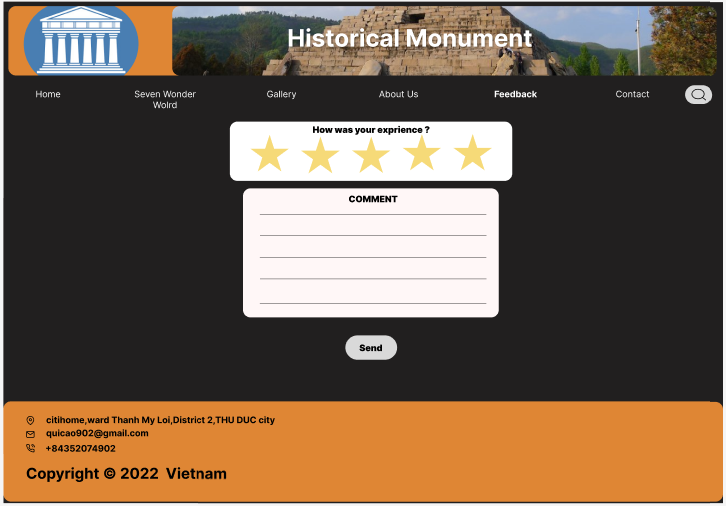 Historical Monument
Home
Seven Wonder
Wolrd
Gallery
About Us
Feedback
Contact
How was your exprience ?
COMMENT
Send
citihome,ward Thanh My Loi,District 2,THU DUC city
quicao902@gmail.com
+84352074902
Copyright © 2022 Vietnam